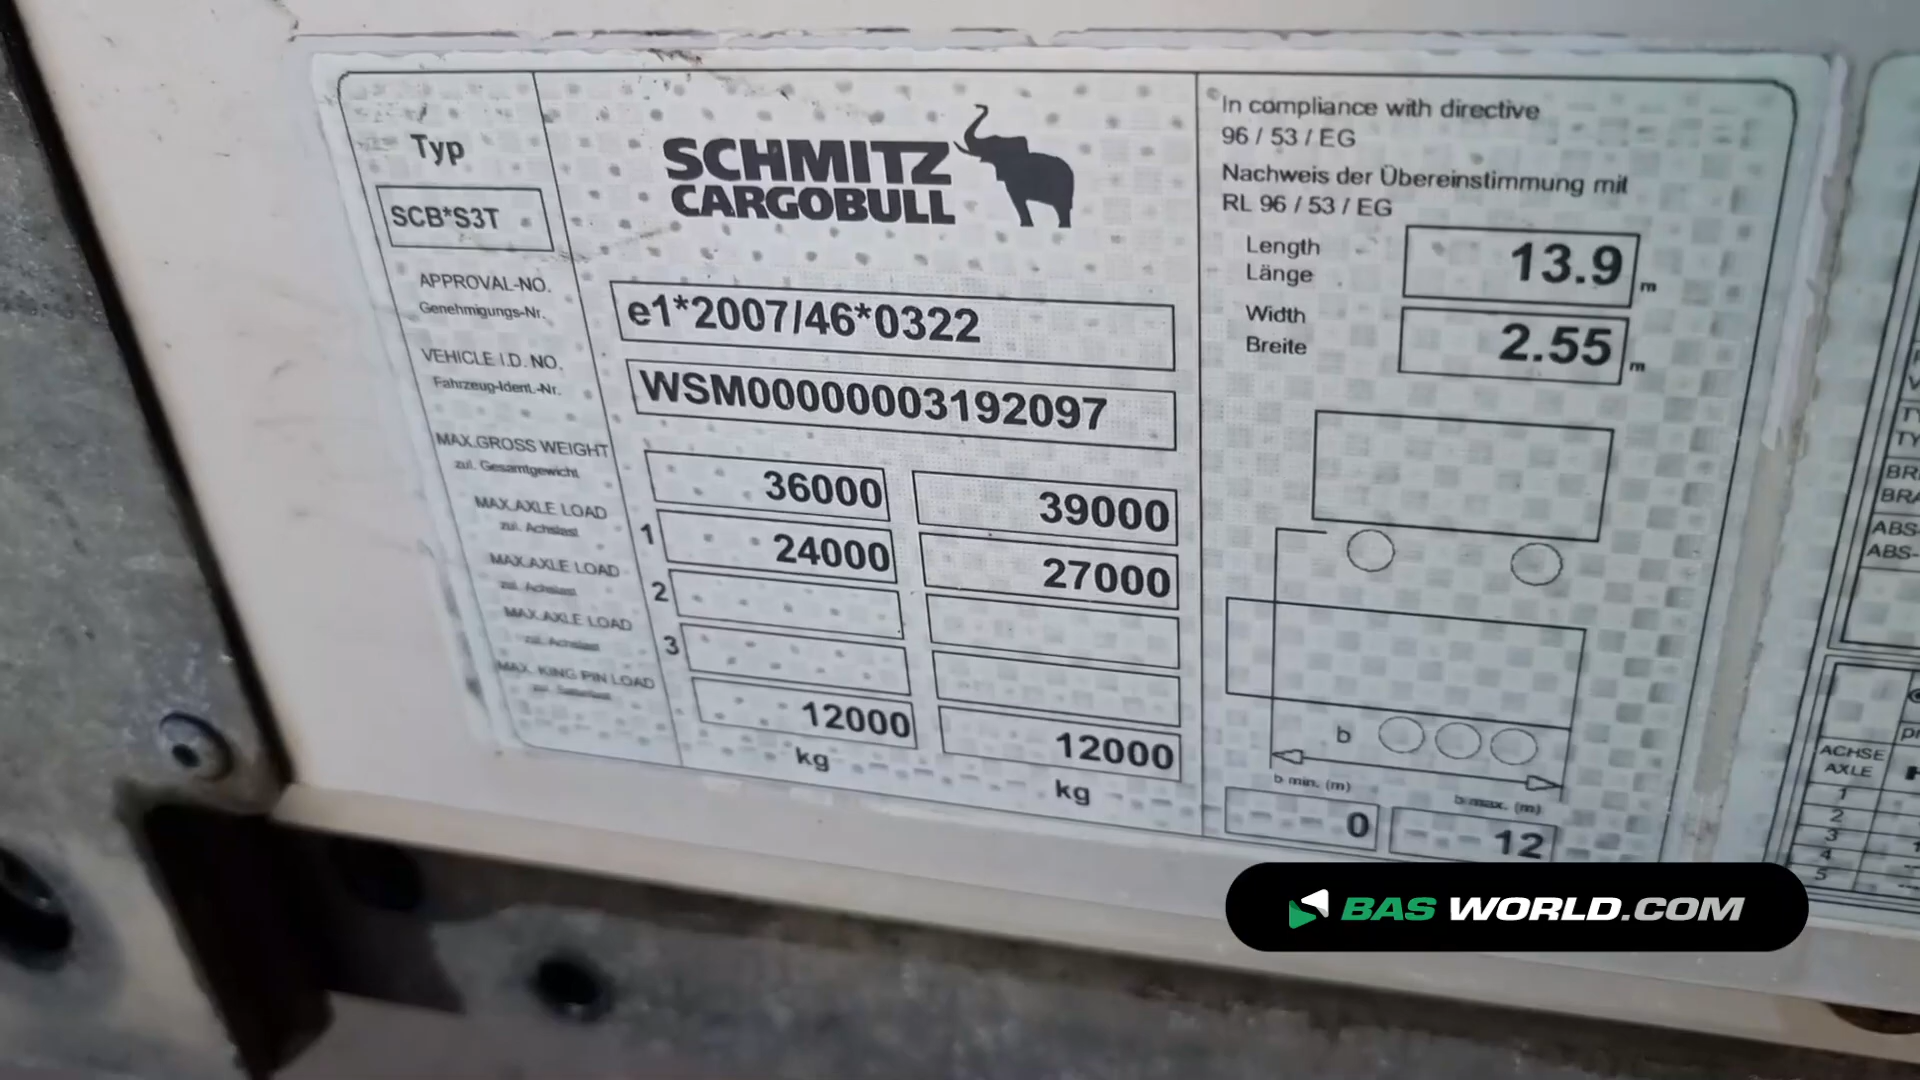 Typ
SCB*S3T
SCHMITZ
CARGOBULL
APPROVAL-NO.
Genehmigungs-Nr.
e1*2007/46*0322
VEHICLE I.D. NO.
Fahrzeug-Ident.-Nr.
WSM00000003192097
MAX.GROSS WEIGHT
zul. Gesamtgewicht
36000
39000
MAX.AXLE LOAD
zul. Achslast
1
24000
27000
MAX.AXLE LOAD
zul. Achslast
2
MAX.AXLE LOAD
zul. Achslast
3
MAX. KING PIN LOAD
12000
12000
kg
kg
In compliance with directive
96 / 53 / EG
Nachweis der Übereinstimmung mit
RL 96 / 53 / EG
Length
Länge
13.9 m
Width
Breite
2.55 m
b
b min. (m)
b max. (m)
0
12
ABS-
ABS-
ACHSE
AXLE
1
2
3
4
5
BAS WORLD.COM